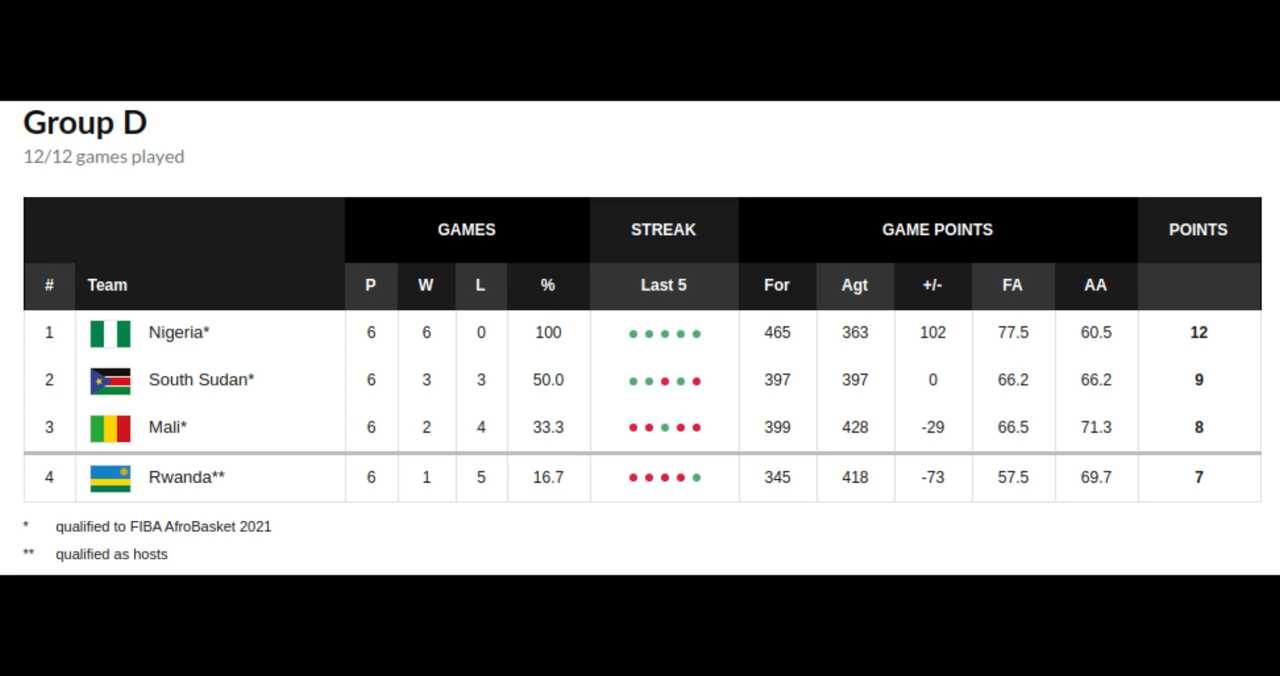 Group D
12/12 games played
GAMES STREAK GAME POINTS POINTS
# Team P W L % Last 5 For Agt +/- FA AA
1 Nigeria* 6 6 0 100 465 363 102 77.5 60.5 12
2 South Sudan* 6 3 3 50.0 397 397 0 66.2 66.2 9
3 Mali* 6 2 4 33.3 399 428 -29 66.5 71.3 8
4 Rwanda** 6 1 5 16.7 345 418 -73 57.5 69.7 7
* qualified to FIBA AfroBasket 2021
** qualified as hosts